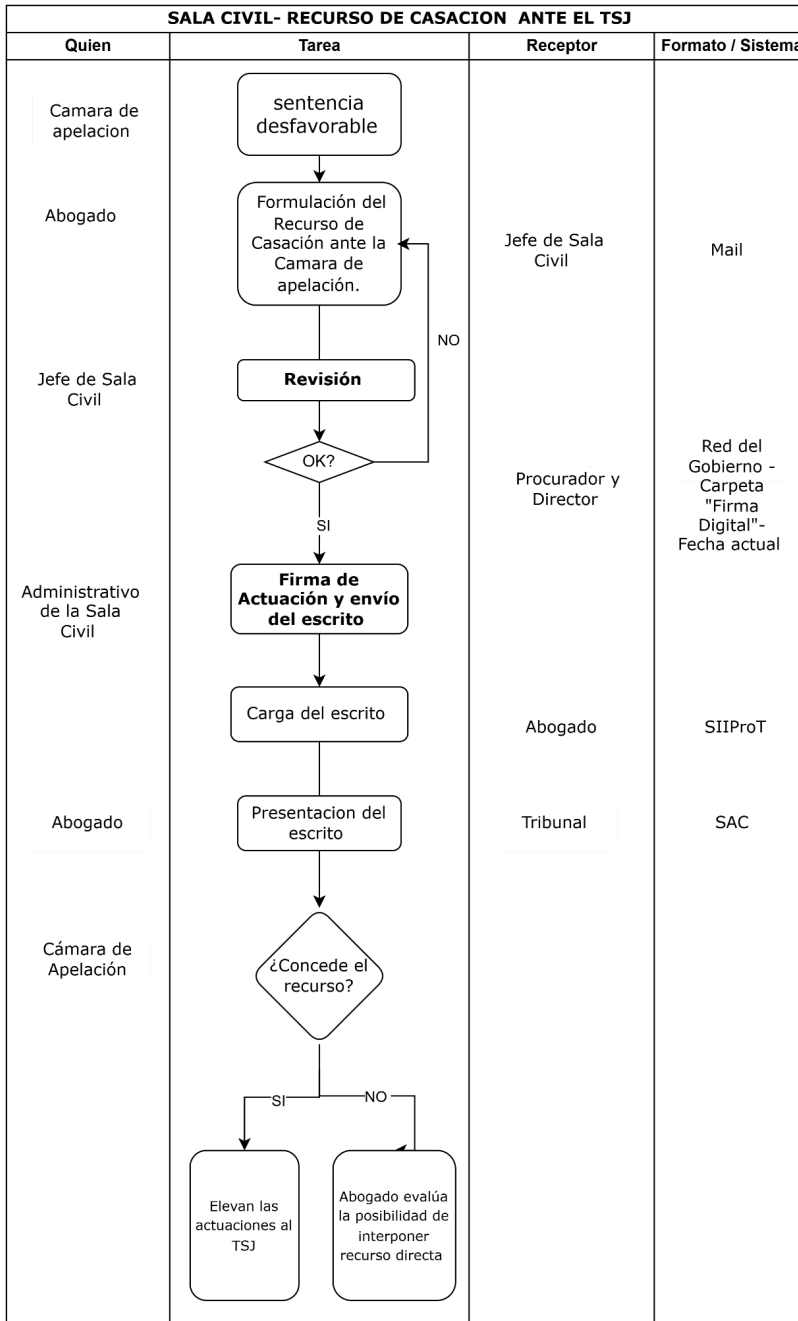 SALA CIVIL- RECURSO DE CASACION ANTE EL TSJ
Quien
Tarea
Receptor
Formato / Sistema
Camara de
apelacion
sentencia
desfavorable
Abogado
Formulación del
Recurso de
Casación ante la
Camara de
apelación.
Jefe de Sala
Civil
Mail
NO
Jefe de Sala
Civil
Revisión
OK?
Procurador y
Director
Red del
Gobierno -
Carpeta
"Firma
Digital"-
Fecha actual
SI
Administrativo
de la Sala
Civil
Firma de
Actuación y envío
del escrito
Carga del escrito
Abogado
SIIProT
Abogado
Presentacion del
escrito
Tribunal
SAC
Cámara de
Apelación
¿Concede el
recurso?
SI
NO
Elevan las
actuaciones al
TSJ
Abogado evalúa
la posibilidad de
interponer
recurso directa